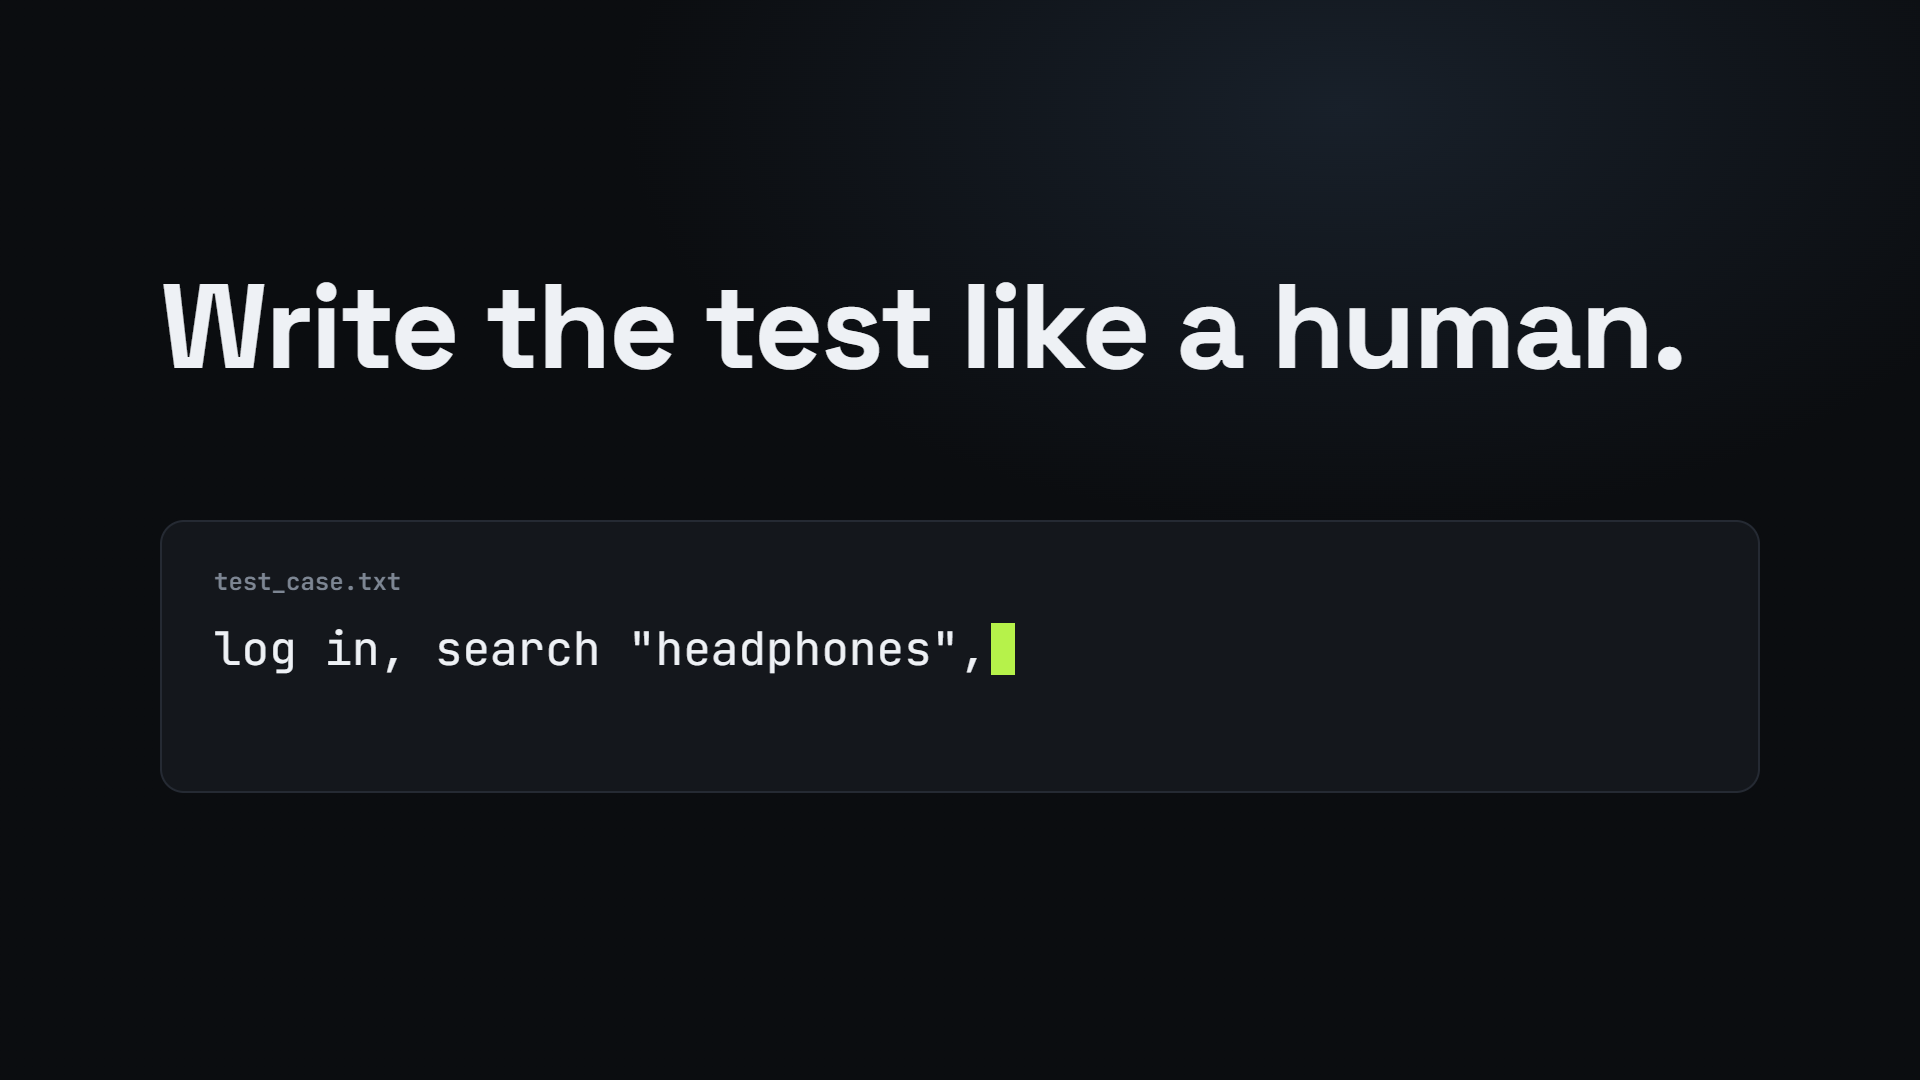 Write the test like a human.
test_case.txt
log in, search "headphones",